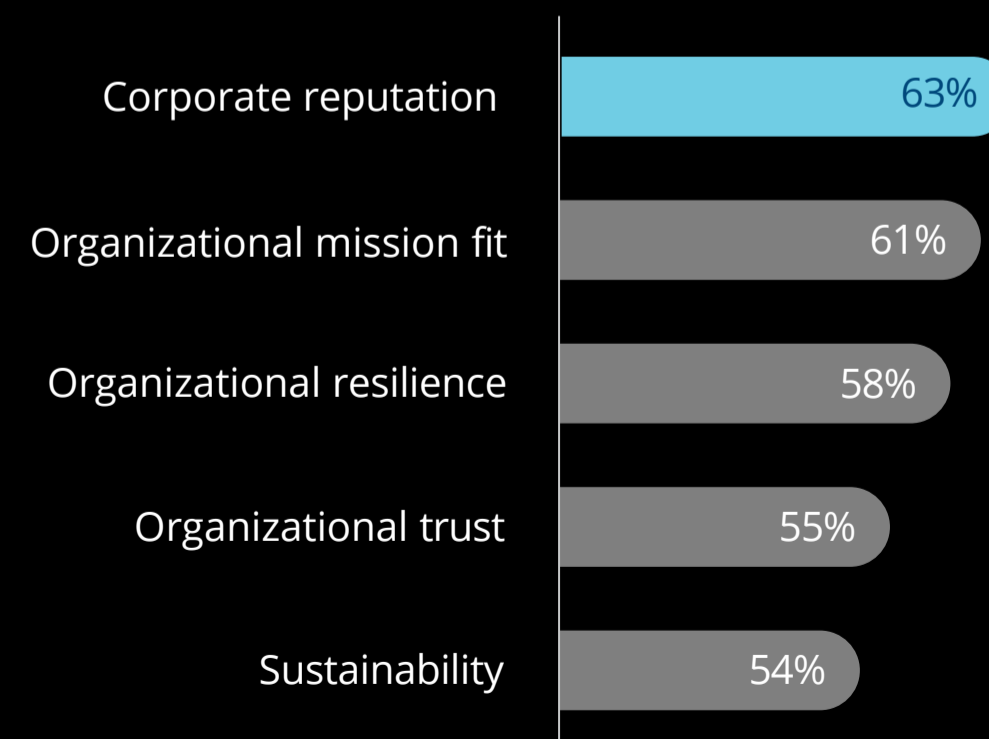 Corporate reputation 63%
Organizational mission fit 61%
Organizational resilience 58%
Organizational trust 55%
Sustainability 54%